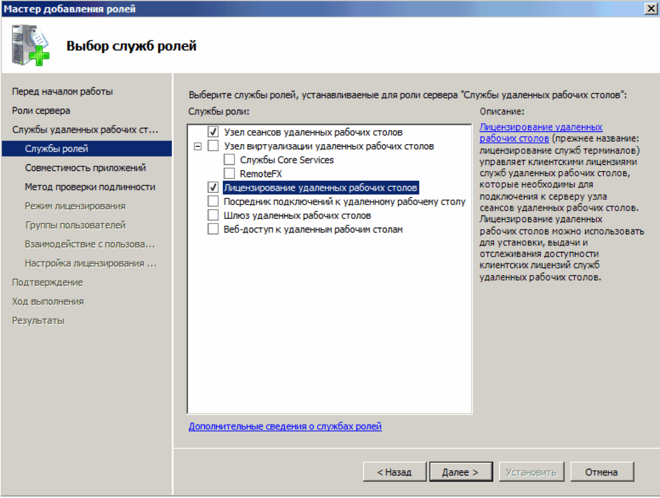 Мастер добавления ролей
Выбор служб ролей
Перед началом работы
Роли сервера
Службы удаленных рабочих ст...
Службы ролей
Совместимость приложений
Метод проверки подлинности
Режим лицензирования
Группы пользователей
Взаимодействие с пользова...
Настройка лицензирования ...
Подтверждение
Ход выполнения
Результаты
Выберите службы ролей, устанавливаемые для роли сервера "Службы удаленных рабочих столов":
Службы роли:
Узел сеансов удаленных рабочих столов
Узел виртуализации удаленных рабочих столов
Службы Core Services
RemoteFX
Лицензирование удаленных рабочих столов
Посредник подключений к удаленному рабочему столу
Шлюз удаленных рабочих столов
Веб-доступ к удаленным рабочим столам
Дополнительные сведения о службах ролей
Описание:
Лицензирование удаленных
рабочих столов (прежнее название:
лицензирование служб терминалов)
управляет клиентскими лицензиями
служб удаленных рабочих столов,
которые необходимы для
подключения к серверу узла
сеансов удаленных рабочих столов.
Лицензирование удаленных
рабочих столов можно использовать
для установки, выдачи и
отслеживания доступности
клиентских лицензий служб
удаленных рабочих столов.
< Назад
Далее >
Установить
Отмена